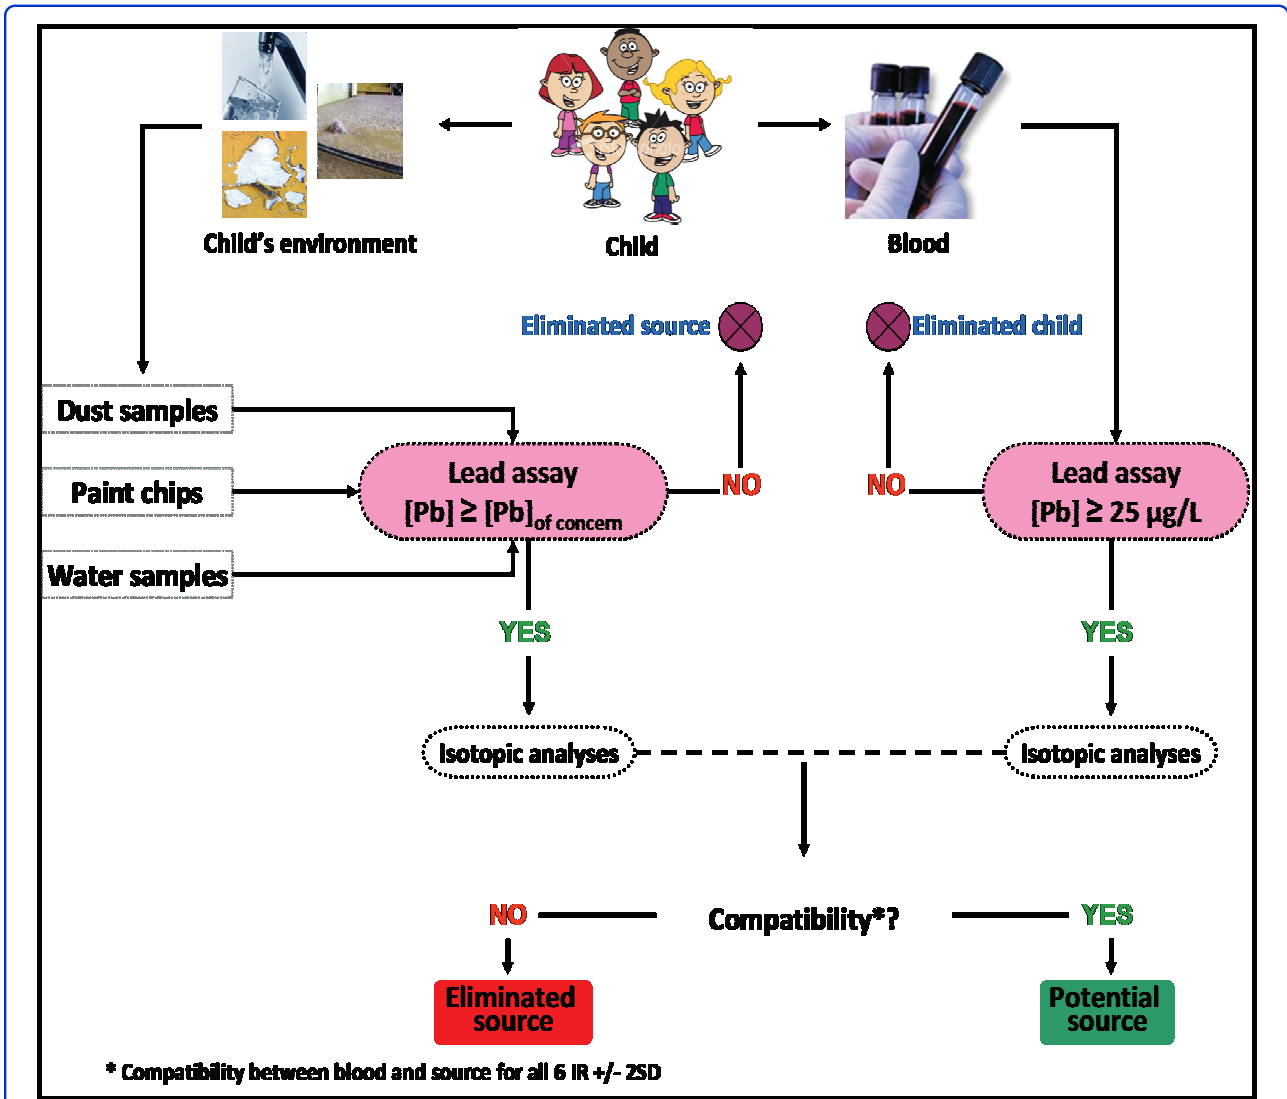 Child's environment
Child
Blood
Eliminated source
Eliminated child
Dust samples
Paint chips
Water samples
Lead assay
[Pb] ≥ [Pb]of concern
NO
NO
Lead assay
[Pb] ≥ 25 µg/L
YES
YES
Isotopic analyses
Isotopic analyses
NO
Compatibility*?
YES
Eliminated
source
Potential
source
* Compatibility between blood and source for all 6 IR +/- 2SD